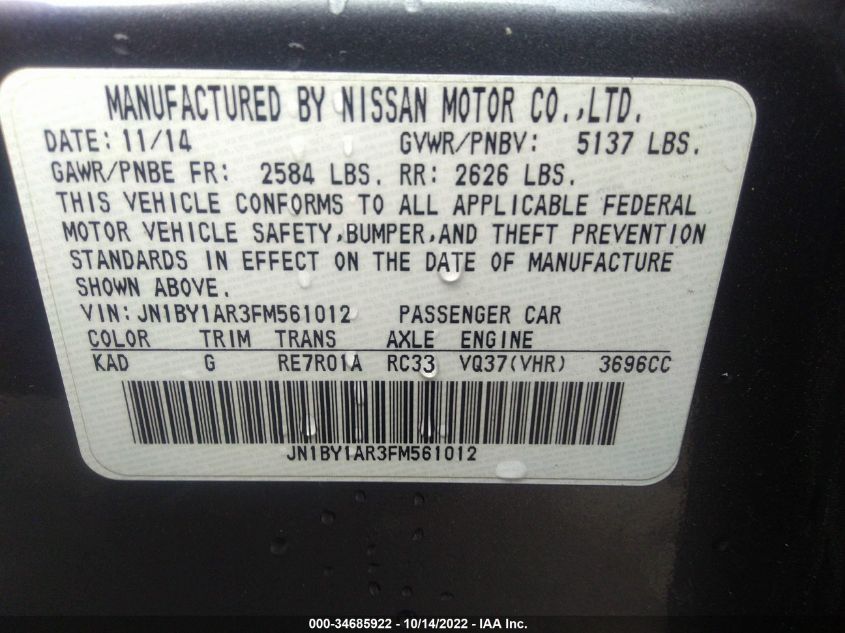 MANUFACTURED BY NISSAN MOTOR CO.,LTD.
DATE: 11/14 GVWR/PNBV: 5137 LBS.
GAWR/PNBE FR: 2584 LBS. RR: 2626 LBS.
THIS VEHICLE CONFORMS TO ALL APPLICABLE FEDERAL
MOTOR VEHICLE SAFETY,BUMPER,AND THEFT PREVENTION
STANDARDS IN EFFECT ON THE DATE OF MANUFACTURE
SHOWN ABOVE.
VIN: JN1BY1AR3FM561012 PASSENGER CAR
COLOR TRIM TRANS AXLE ENGINE
KAD G RE7R01A RC33 VQ37(VHR) 3696CC
JN1BY1AR3FM561012
000-34685922 - 10/14/2022 - IAA Inc.